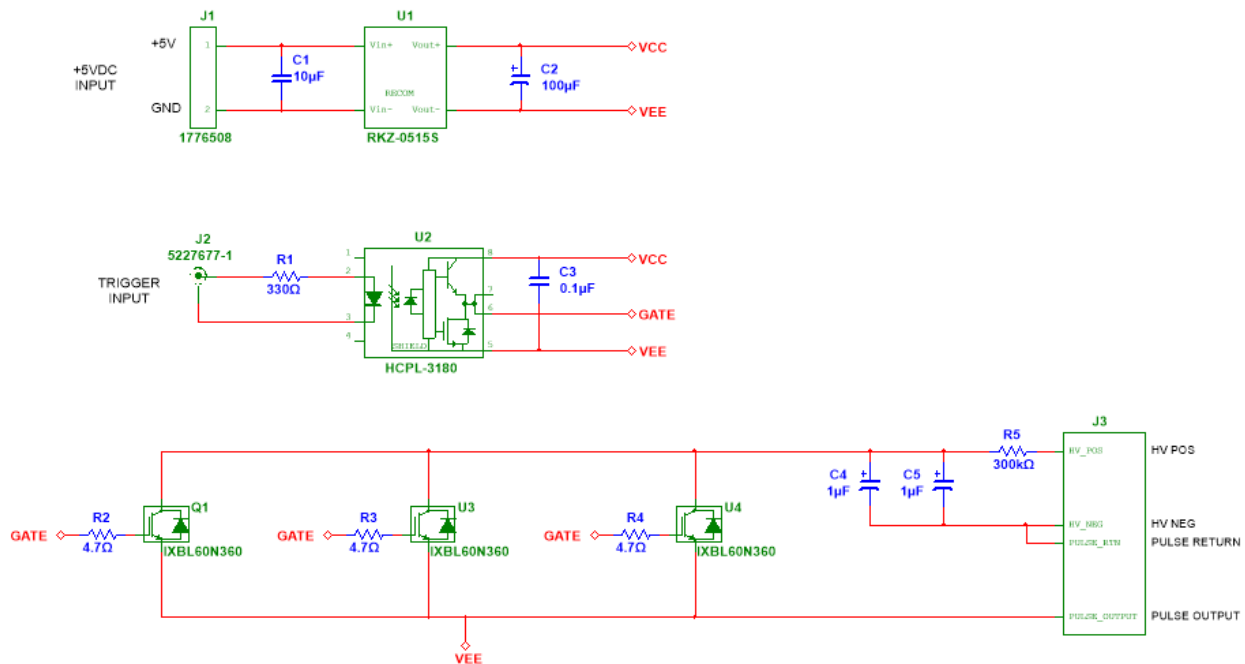 J1
U1
+5V
1
Vin+
Vout+
VCC
+5VDC
INPUT
C1
10µF
+
C2
100µF
RECOM
GND
2
Vin-
Vout-
VEE
1776508
RKZ-0515S
J2
5227677-1
U2
TRIGGER
INPUT
R1
330Ω
1
2
3
4
8
7
6
5
SHIELD
C3
0.1µF
VCC
GATE
VEE
HCPL-3180
J3
R5
300kΩ
HV_POS
HV POS
C4
1µF
+
C5
1µF
+
Q1
U3
U4
GATE
R2
4.7Ω
IXBL60N360
GATE
R3
4.7Ω
IXBL60N360
GATE
R4
4.7Ω
IXBL60N360
HV_NEG
HV NEG
PULSE_RTN
PULSE RETURN
PULSE_OUTPUT
PULSE OUTPUT
VEE